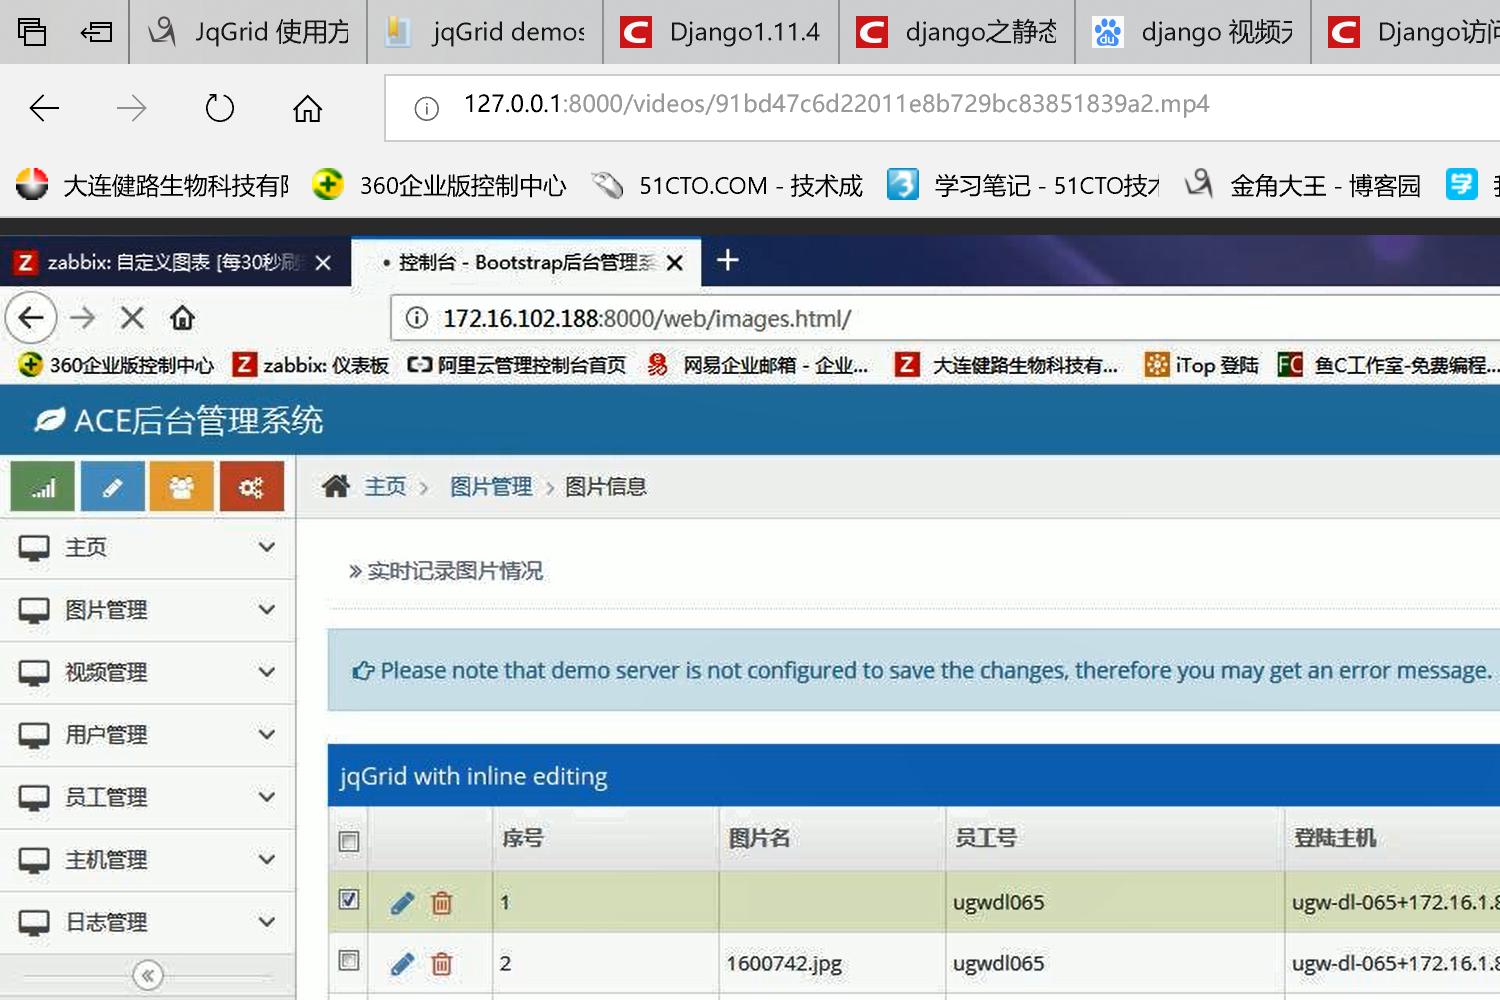 JqGrid 使用方
jqGrid demos
Django1.11.4
django之静态
django 视频
Django访问
127.0.0.1:8000/videos/91bd47c6d22011e8b729bc83851839a2.mp4
大连健路生物科技有限
360企业版控制中心
51CTO.COM - 技术成
学习笔记 - 51CTO技术
金角大王 - 博客园
学
zabbix: 自定义图表 [每30秒刷
控制台 - Bootstrap后台管理系
172.16.102.188:8000/web/images.html/
360企业版控制中心
zabbix: 仪表板
阿里云管理控制台首页
网易企业邮箱 - 企业...
大连健路生物科技有...
iTop 登陆
鱼C工作室-免费编程...
ACE后台管理系统
主页 > 图片管理 > 图片信息
主页
图片管理
视频管理
用户管理
员工管理
主机管理
日志管理
» 实时记录图片情况
Please note that demo server is not configured to save the changes, therefore you may get an error message.
jqGrid with inline editing
序号 图片名 员工号 登陆主机
1 ugwdl065 ugw-dl-065+172.16.1.8
2 1600742.jpg ugwdl065 ugw-dl-065+172.16.1.8